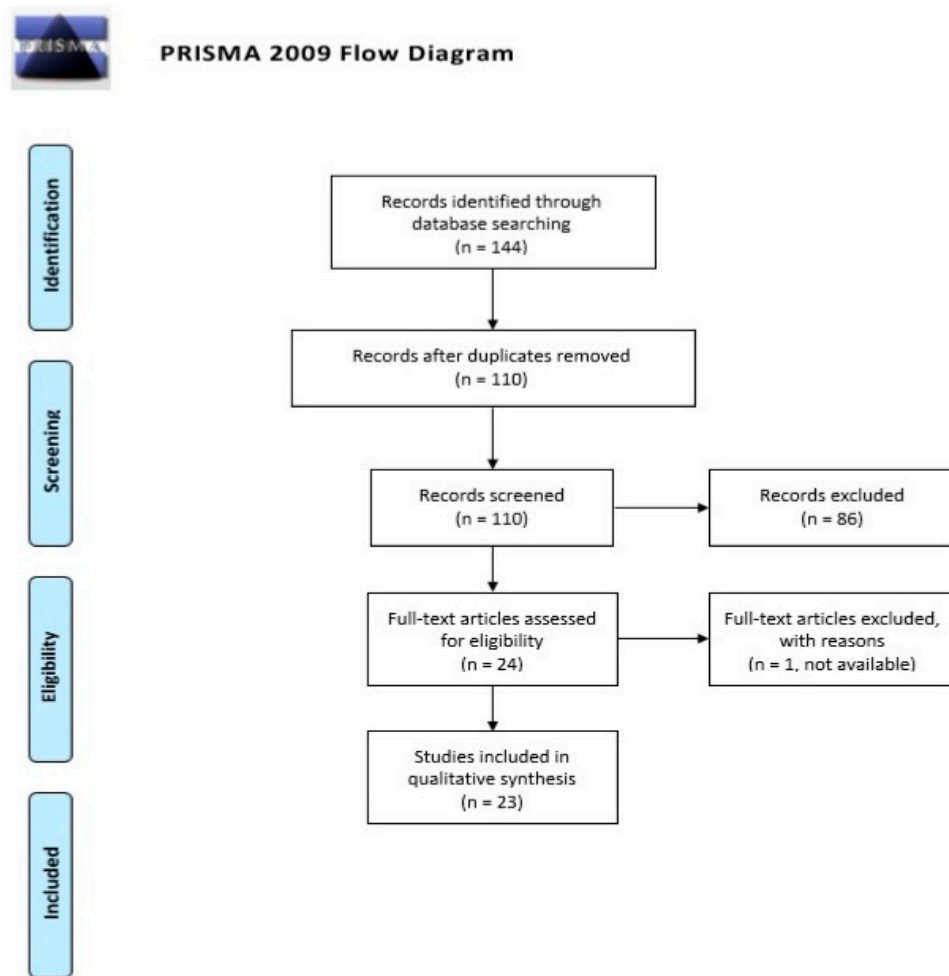 PRISMA
PRISMA 2009 Flow Diagram
Identification
Records identified through
database searching
(n = 144)
Records after duplicates removed
(n = 110)
Screening
Records screened
(n = 110)
Records excluded
(n = 86)
Eligibility
Full-text articles assessed
for eligibility
(n = 24)
Full-text articles excluded,
with reasons
(n = 1, not available)
Studies included in
qualitative synthesis
(n = 23)
Included